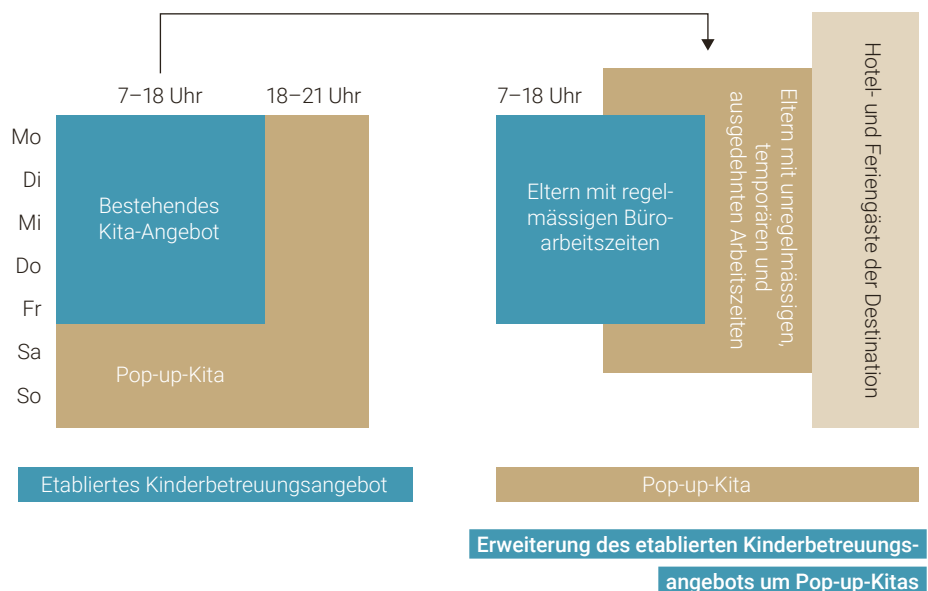 7–18 Uhr
18–21 Uhr
Mo
Di
Mi
Do
Fr
Sa
So
Bestehendes
Kita-Angebot
Pop-up-Kita
Etabliertes Kinderbetreuungsangebot
7–18 Uhr
Eltern mit regel-
mässigen Büro-
arbeitszeiten
Eltern mit unregelmässigen,
temporären und
ausgedehnten Arbeitszeiten
Hotel- und Feriengäste der Destination
Pop-up-Kita
Erweiterung des etablierten Kinderbetreuungs-
angebots um Pop-up-Kitas